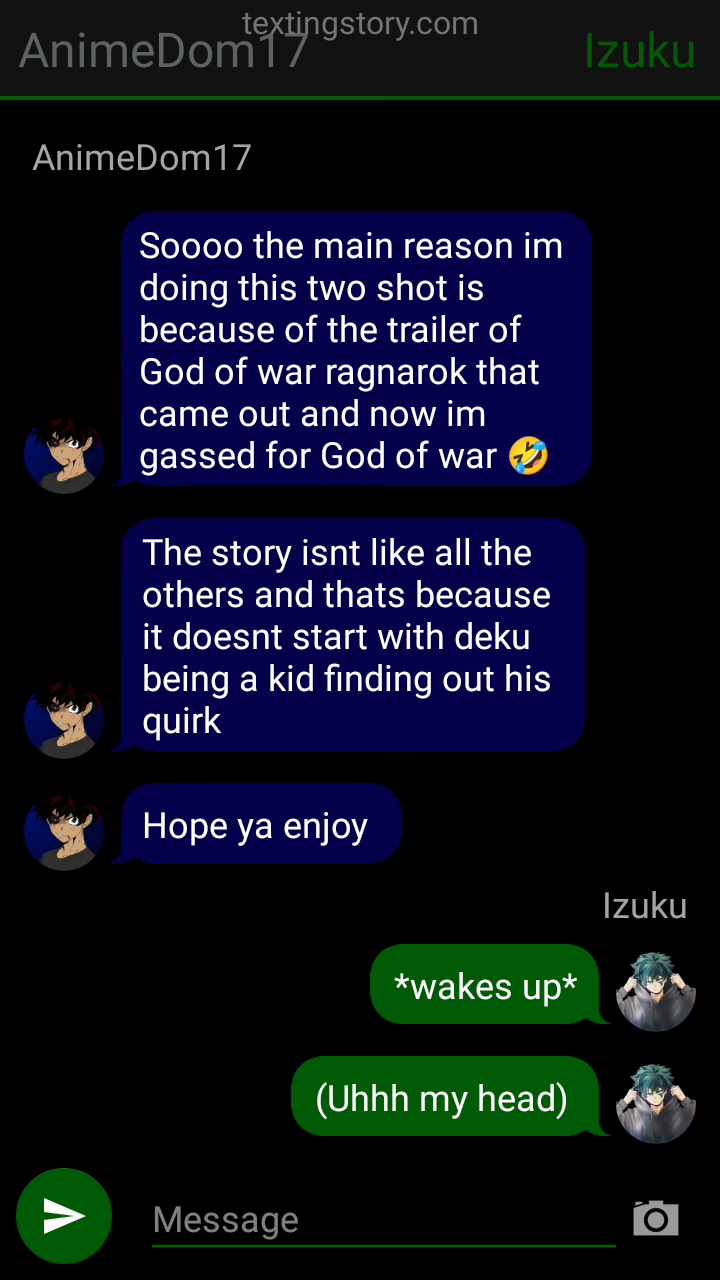 textingstory.com
AnimeDom17
Izuku
AnimeDom17
Soooo the main reason im
doing this two shot is
because of the trailer of
God of war ragnarok that
came out and now im
gassed for God of war 🤣
The story isnt like all the
others and thats because
it doesnt start with deku
being a kid finding out his
quirk
Hope ya enjoy
Izuku
*wakes up*
(Uhhh my head)
Message